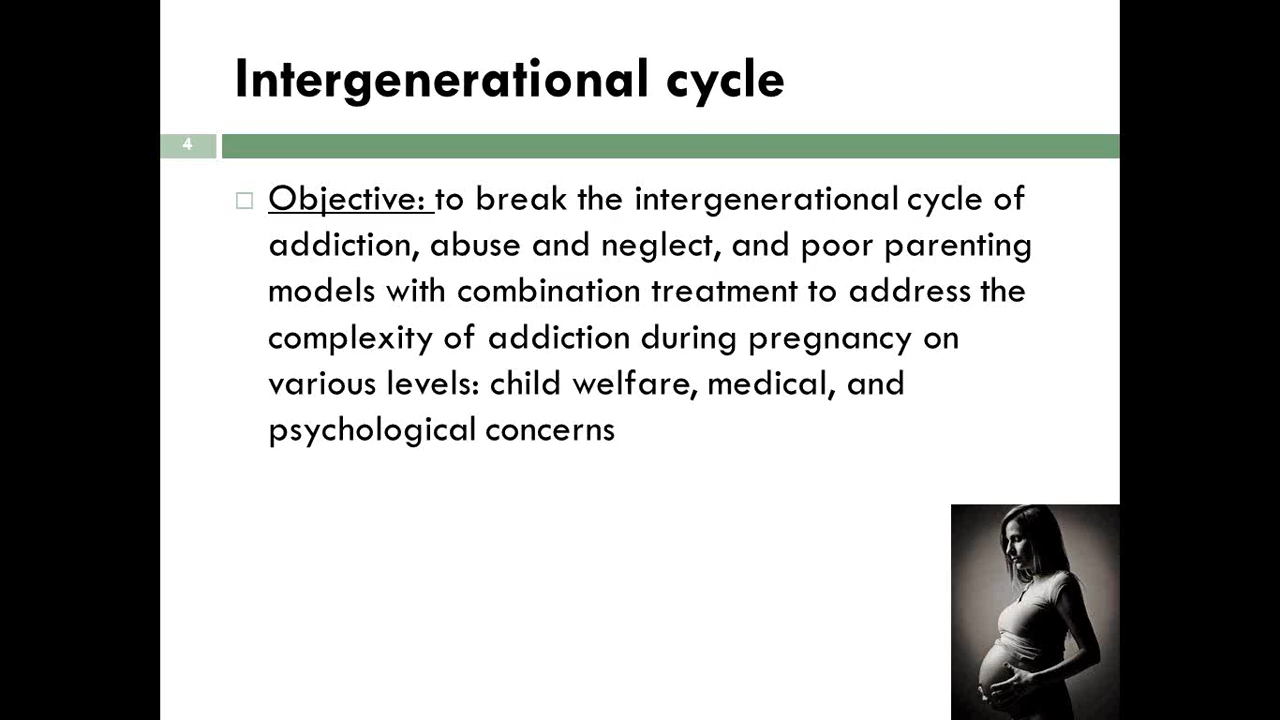 Intergenerational cycle
4
Objective: to break the intergenerational cycle of
addiction, abuse and neglect, and poor parenting
models with combination treatment to address the
complexity of addiction during pregnancy on
various levels: child welfare, medical, and
psychological concerns